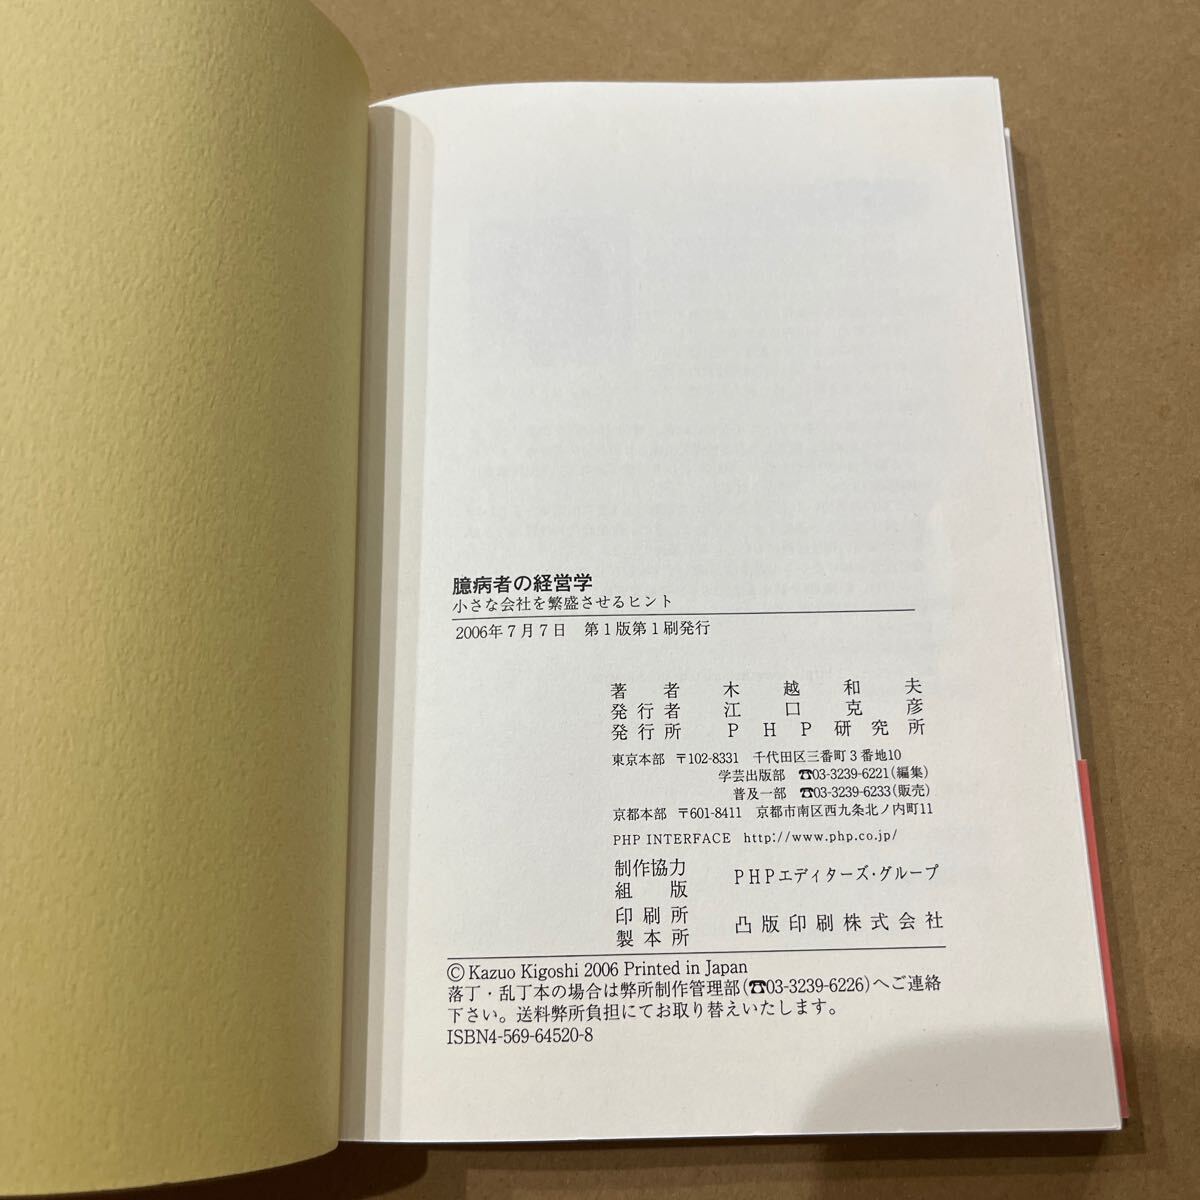 臆病者の経営学
小さな会社を繁盛させるヒント
2006年7月7日 第1版第1刷発行
著者 木越和夫
発行者 江口克彦
発行所 PHP研究所
東京本部 〒102-8331 千代田区三番町3番地10
学芸出版部 ☎03-3239-6221(編集)
普及一部 ☎03-3239-6233(販売)
京都本部 〒601-8411 京都市南区西九条北ノ内町11
PHP INTERFACE http://www.php.co.jp/
制作協力
組版 PHPエディターズ・グループ
印刷所
製本所 凸版印刷株式会社
© Kazuo Kigoshi 2006 Printed in Japan
落丁・乱丁本の場合は弊所制作管理部(☎03-3239-6226)へご連絡
下さい。送料弊所負担にてお取り替えいたします。
ISBN4-569-64520-8